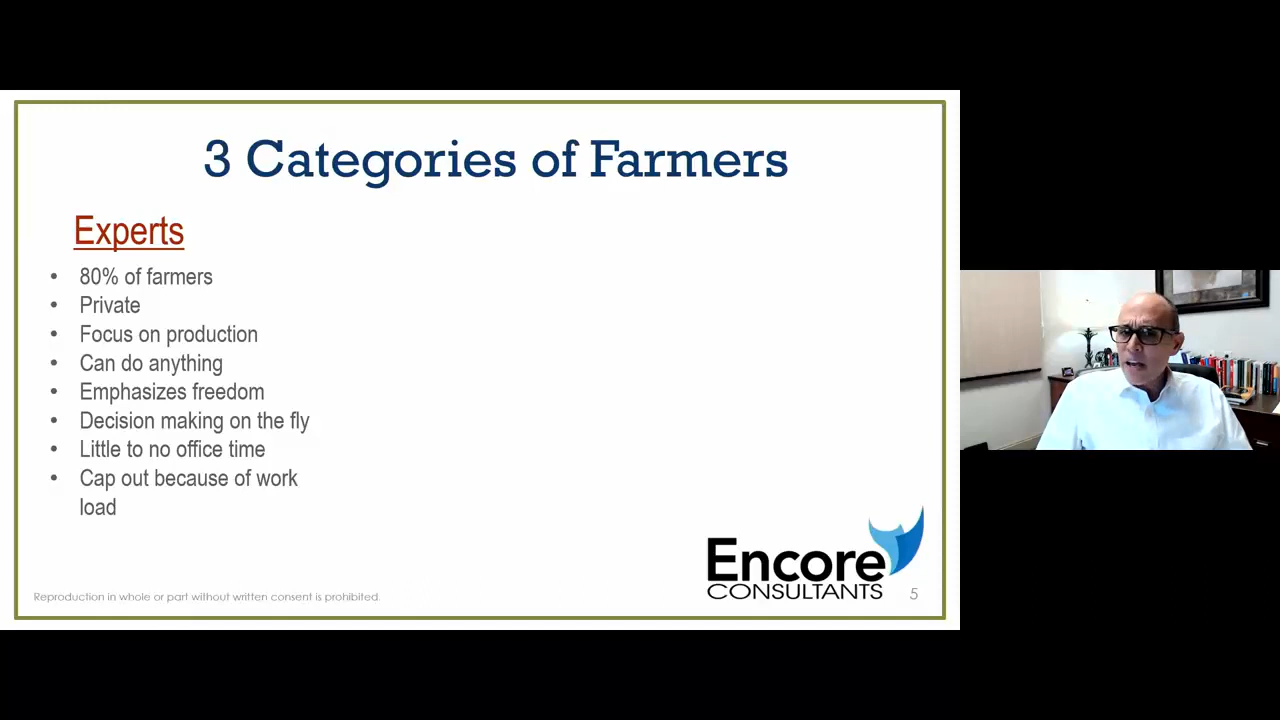 3 Categories of Farmers
Experts
• 80% of farmers
• Private
• Focus on production
• Can do anything
• Emphasizes freedom
• Decision making on the fly
• Little to no office time
• Cap out because of work
load
Encore
CONSULTANTS
Reproduction in whole or part without written consent is prohibited.
5